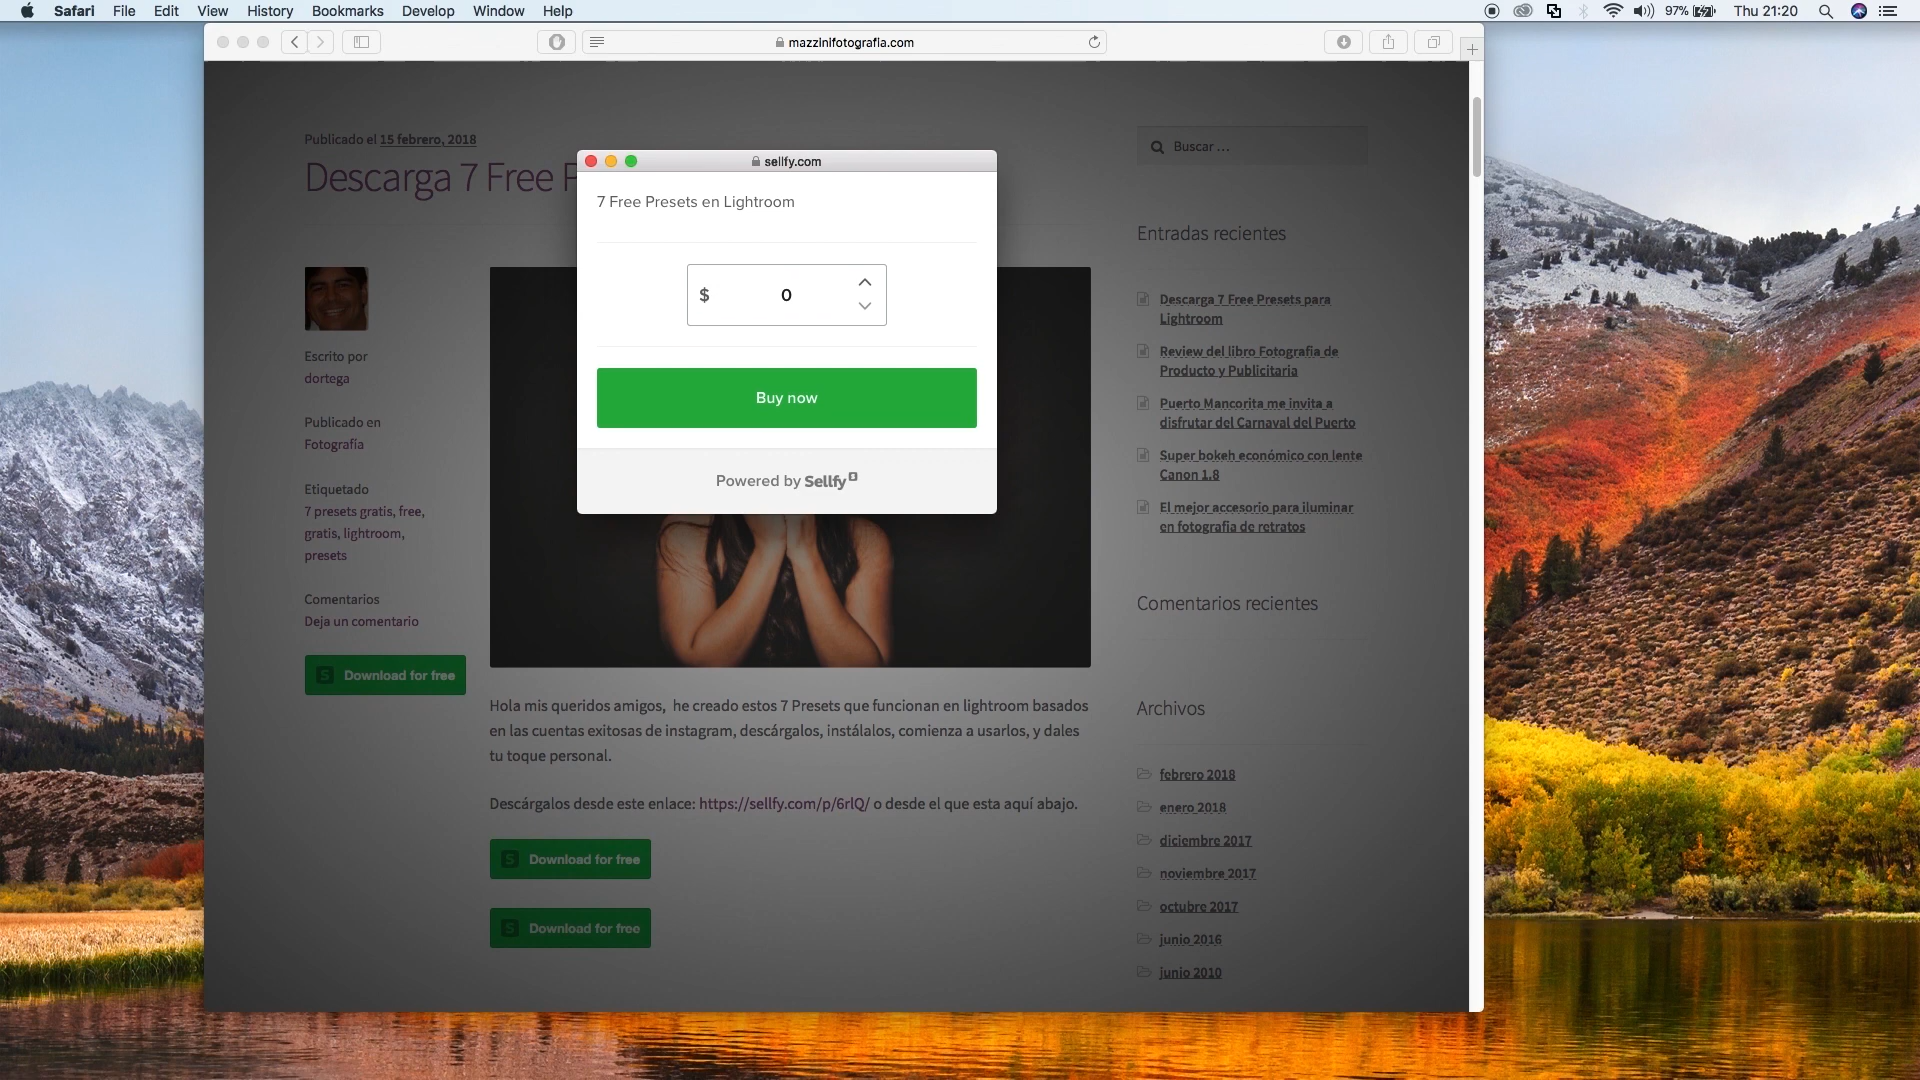 Safari File Edit View History Bookmarks Develop Window Help 97% Thu 21:20
mazzinifotografia.com
Publicado el 15 febrero, 2018
Descarga 7 Free P
Escrito por
dortega
Publicado en
Fotografía
Etiquetado
7 presets gratis, free,
gratis, lightroom,
presets
Comentarios
Deja un comentario
S Download for free
sellfy.com
7 Free Presets en Lightroom
$ 0
Buy now
Powered by Sellfy
Hola mis queridos amigos, he creado estos 7 Presets que funcionan en lightroom basados
en las cuentas exitosas de instagram, descárgalos, instálalos, comienza a usarlos, y dales
tu toque personal.
Descárgalos desde este enlace: https://sellfy.com/p/6rlQ/ o desde el que esta aquí abajo.
S Download for free
S Download for free
Buscar ...
Entradas recientes
Descarga 7 Free Presets para
Lightroom
Review del libro Fotografia de
Producto y Publicitaria
Puerto Mancorita me invita a
disfrutar del Carnaval del Puerto
Super bokeh económico con lente
Canon 1.8
El mejor accesorio para iluminar
en fotografia de retratos
Comentarios recientes
Archivos
febrero 2018
enero 2018
diciembre 2017
noviembre 2017
octubre 2017
junio 2016
junio 2010